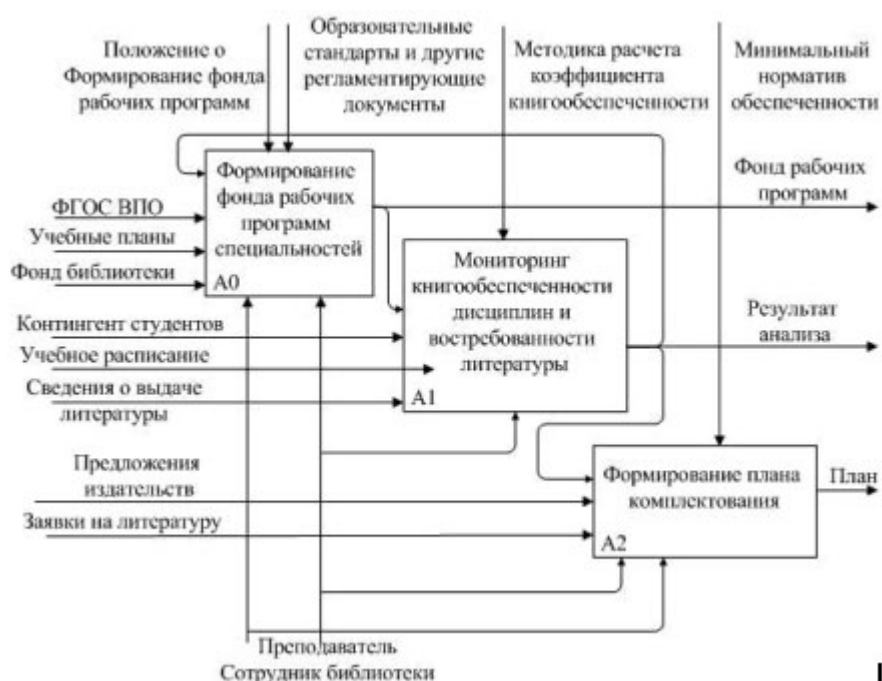 Положение о
Формирование фонда
рабочих программ
Образовательные
стандарты и другие
регламентирующие
документы
Методика расчета
коэффициента
книгообеспеченности
Минимальный
норматив
обеспеченности
Формирование
фонда рабочих
программ
специальностей
A0
Фонд рабочих
программ
ФГОС ВПО
Учебные планы
Фонд библиотеки
Мониторинг
книгообеспеченности
дисциплин и
востребованности
литературы
A1
Результат
анализа
Контингент студентов
Учебное расписание
Сведения о выдаче
литературы
Предложения
издательств
Заявки на литературу
Формирование плана
комплектования
A2
План
Преподаватель
Сотрудник библиотеки